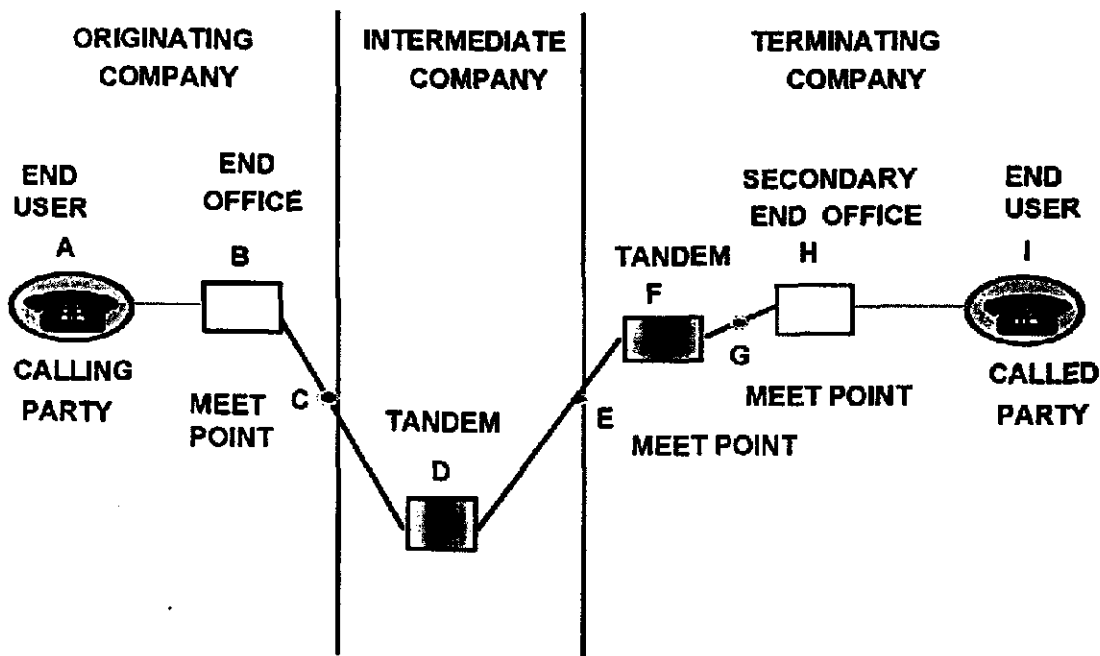 ORIGINATING
COMPANY
INTERMEDIATE
COMPANY
TERMINATING
COMPANY
END
USER
A
END
OFFICE
B
SECONDARY
END OFFICE
H
END
USER
I
TANDEM
F
G
CALLING
PARTY
MEET
POINT
C
TANDEM
D
E
MEET POINT
MEET POINT
CALLED
PARTY